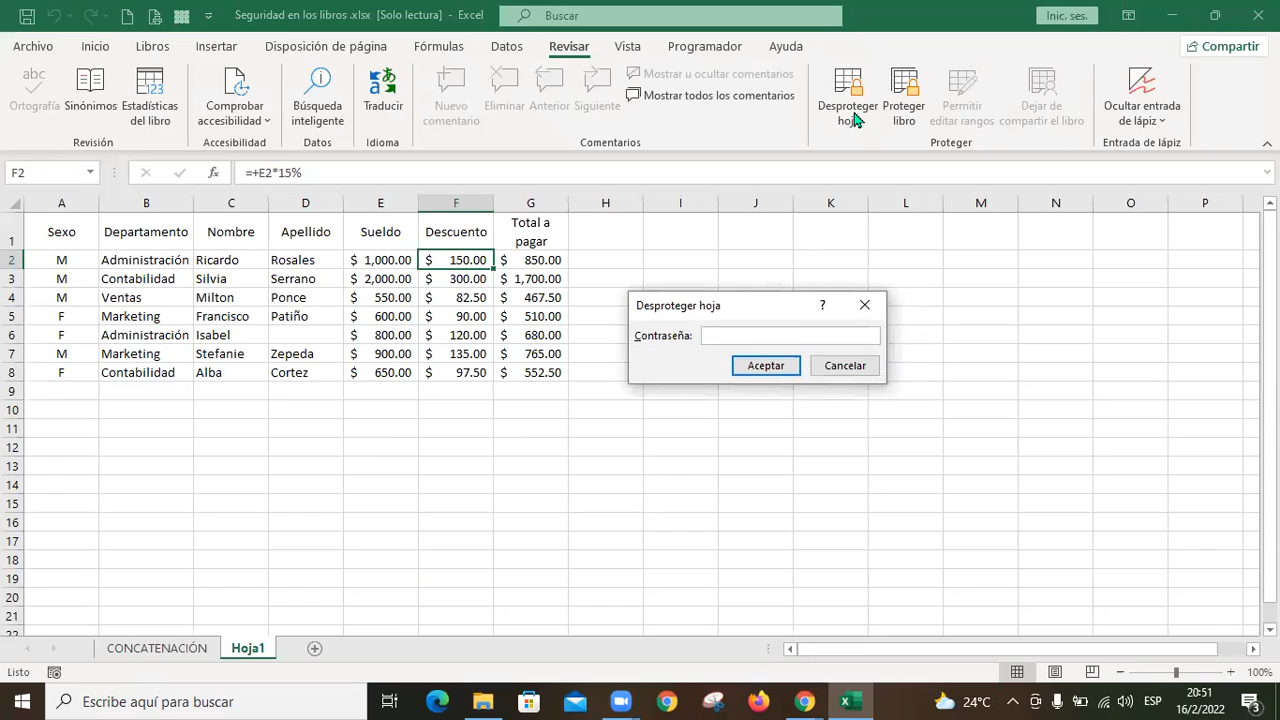 Seguridad en los libros .xlsx [Solo lectura] - Excel
Buscar
Inic. ses.
Archivo Inicio Libros Insertar Disposición de página Fórmulas Datos Revisar Vista Programador Ayuda Compartir
abc
Ortografía
Sinónimos
Estadísticas
del libro
Revisión
Comprobar
accesibilidad
Accesibilidad
Búsqueda
inteligente
Datos
Traducir
Idioma
Nuevo
comentario
Eliminar
Anterior
Siguiente
Mostrar u ocultar comentarios
Mostrar todos los comentarios
Comentarios
Desproteger
hoja
Proteger
libro
Permitir
editar rangos
Dejar de
compartir el libro
Proteger
Ocultar entrada
de lápiz
Entrada de lápiz
F2 fx =+E2*15%
A B C D E F G H I J K L M N O P
1 Sexo Departamento Nombre Apellido Sueldo Descuento Total a pagar
2 M Administración Ricardo Rosales $ 1,000.00 $ 150.00 $ 850.00
3 M Contabilidad Silvia Serrano $ 2,000.00 $ 300.00 $ 1,700.00
4 M Ventas Milton Ponce $ 550.00 $ 82.50 $ 467.50
5 F Marketing Francisco Patiño $ 600.00 $ 90.00 $ 510.00
6 F Administración Isabel $ 800.00 $ 120.00 $ 680.00
7 M Marketing Stefanie Zepeda $ 900.00 $ 135.00 $ 765.00
8 F Contabilidad Alba Cortez $ 650.00 $ 97.50 $ 552.50
9
10
11
12
13
14
15
16
17
18
19
20
21
22
Desproteger hoja ?
Contraseña:
Aceptar Cancelar
CONCATENACIÓN Hoja1
Listo 100%
Escribe aquí para buscar
24°C ESP
20:51
16/2/2022
3